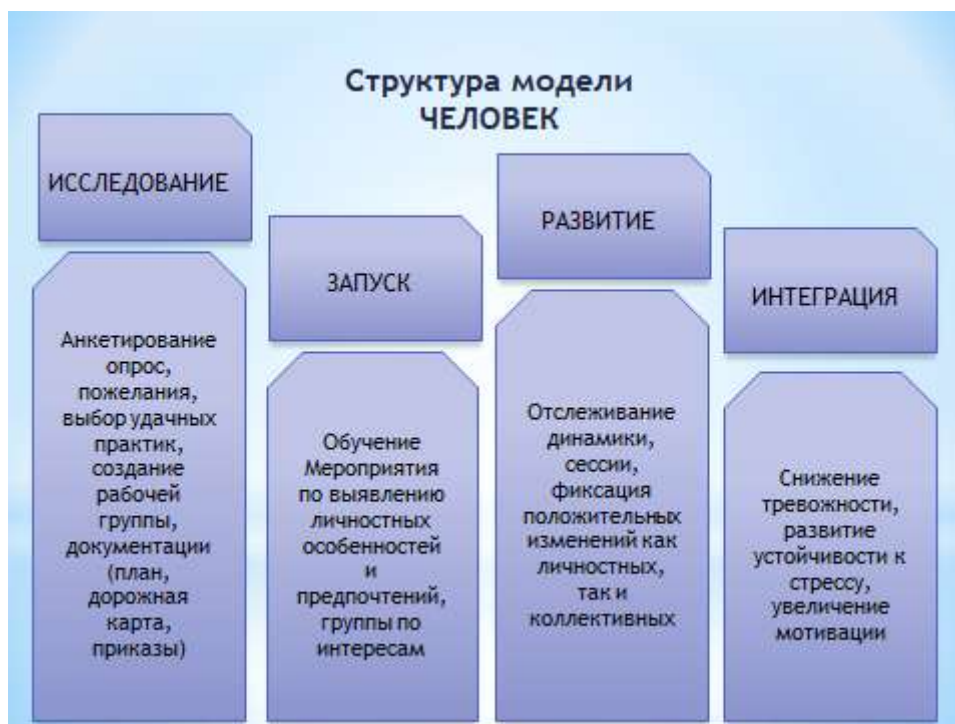 Структура модели
ЧЕЛОВЕК
ИССЛЕДОВАНИЕ
Анкетирование
опрос,
пожелания,
выбор удачных
практик,
создание
рабочей
группы,
документации
(план,
дорожная
карта,
приказы)
ЗАПУСК
Обучение
Мероприятия
по выявлению
личностных
особенностей
и
предпочтений,
группы по
интересам
РАЗВИТИЕ
Отслеживание
динамики,
сессии,
фиксация
положительных
изменений как
личностных,
так и
коллективных
ИНТЕГРАЦИЯ
Снижение
тревожности,
развитие
устойчивости к
стрессу,
увеличение
мотивации